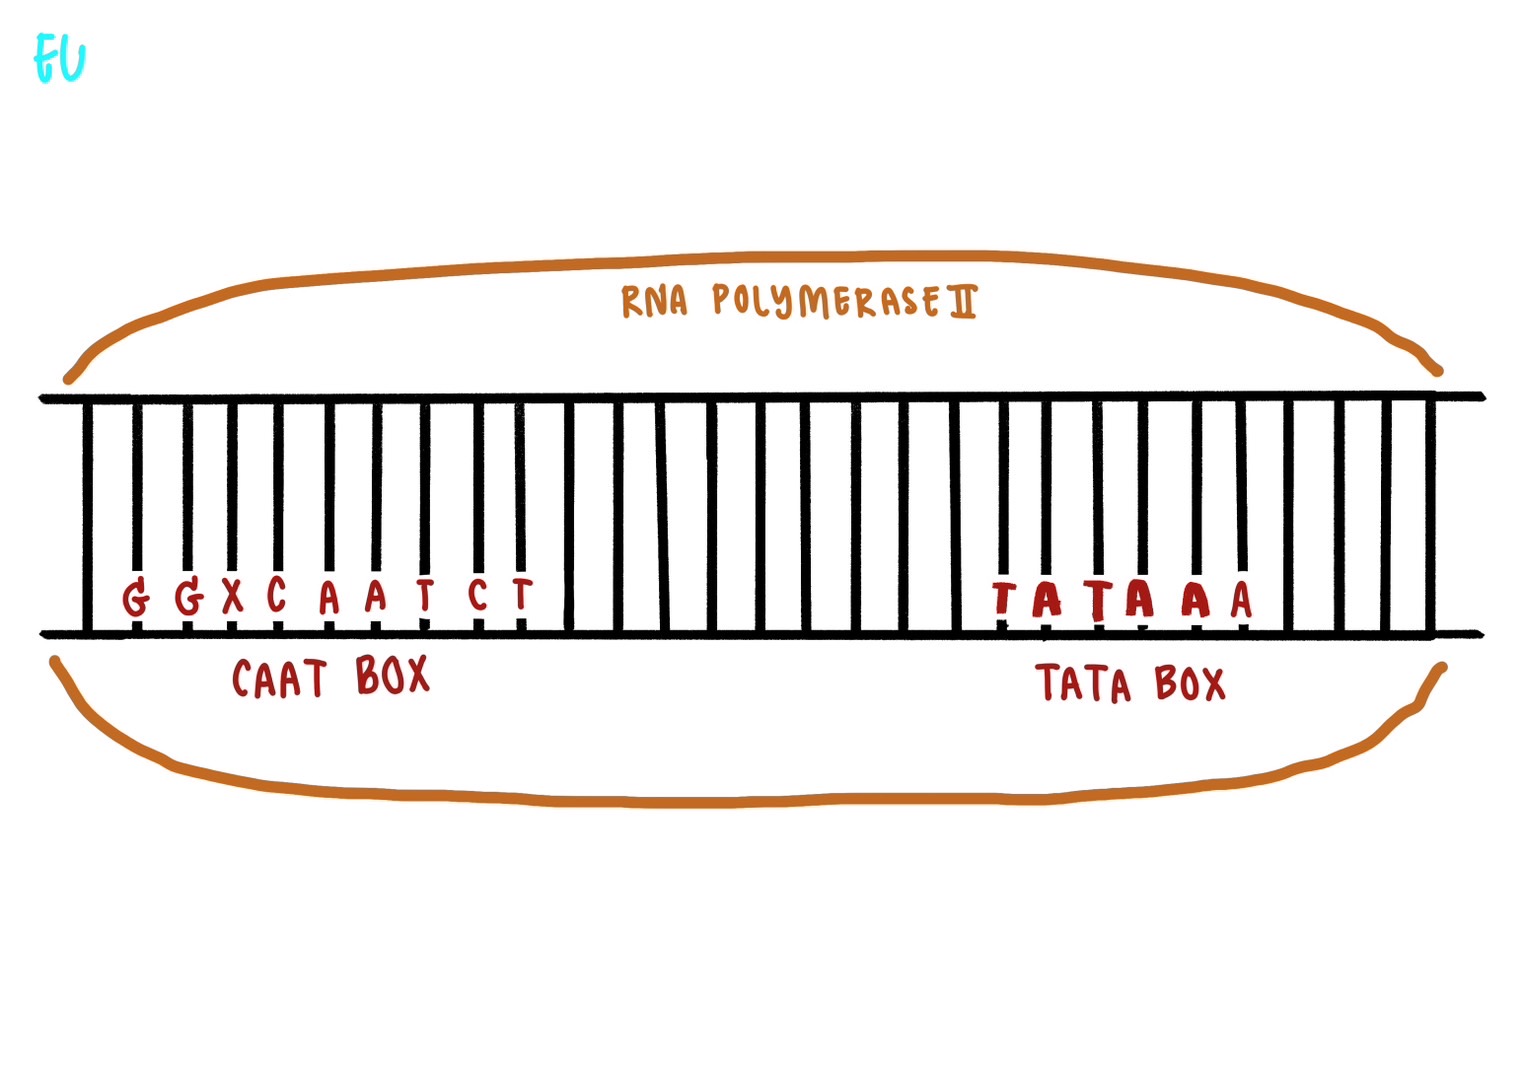 EU
RNA POLYMERASE II
G G X C A A T C T
T A T A A A
CAAT BOX
TATA BOX